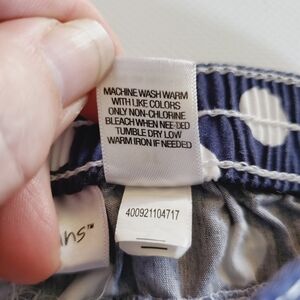 MACHINE WASH WARM
WITH LIKE COLORS
ONLY NON-CHLORINE
BLEACH WHEN NEEDED
TUMBLE DRY LOW
WARM IRON IF NEEDED
400921104717
ns™